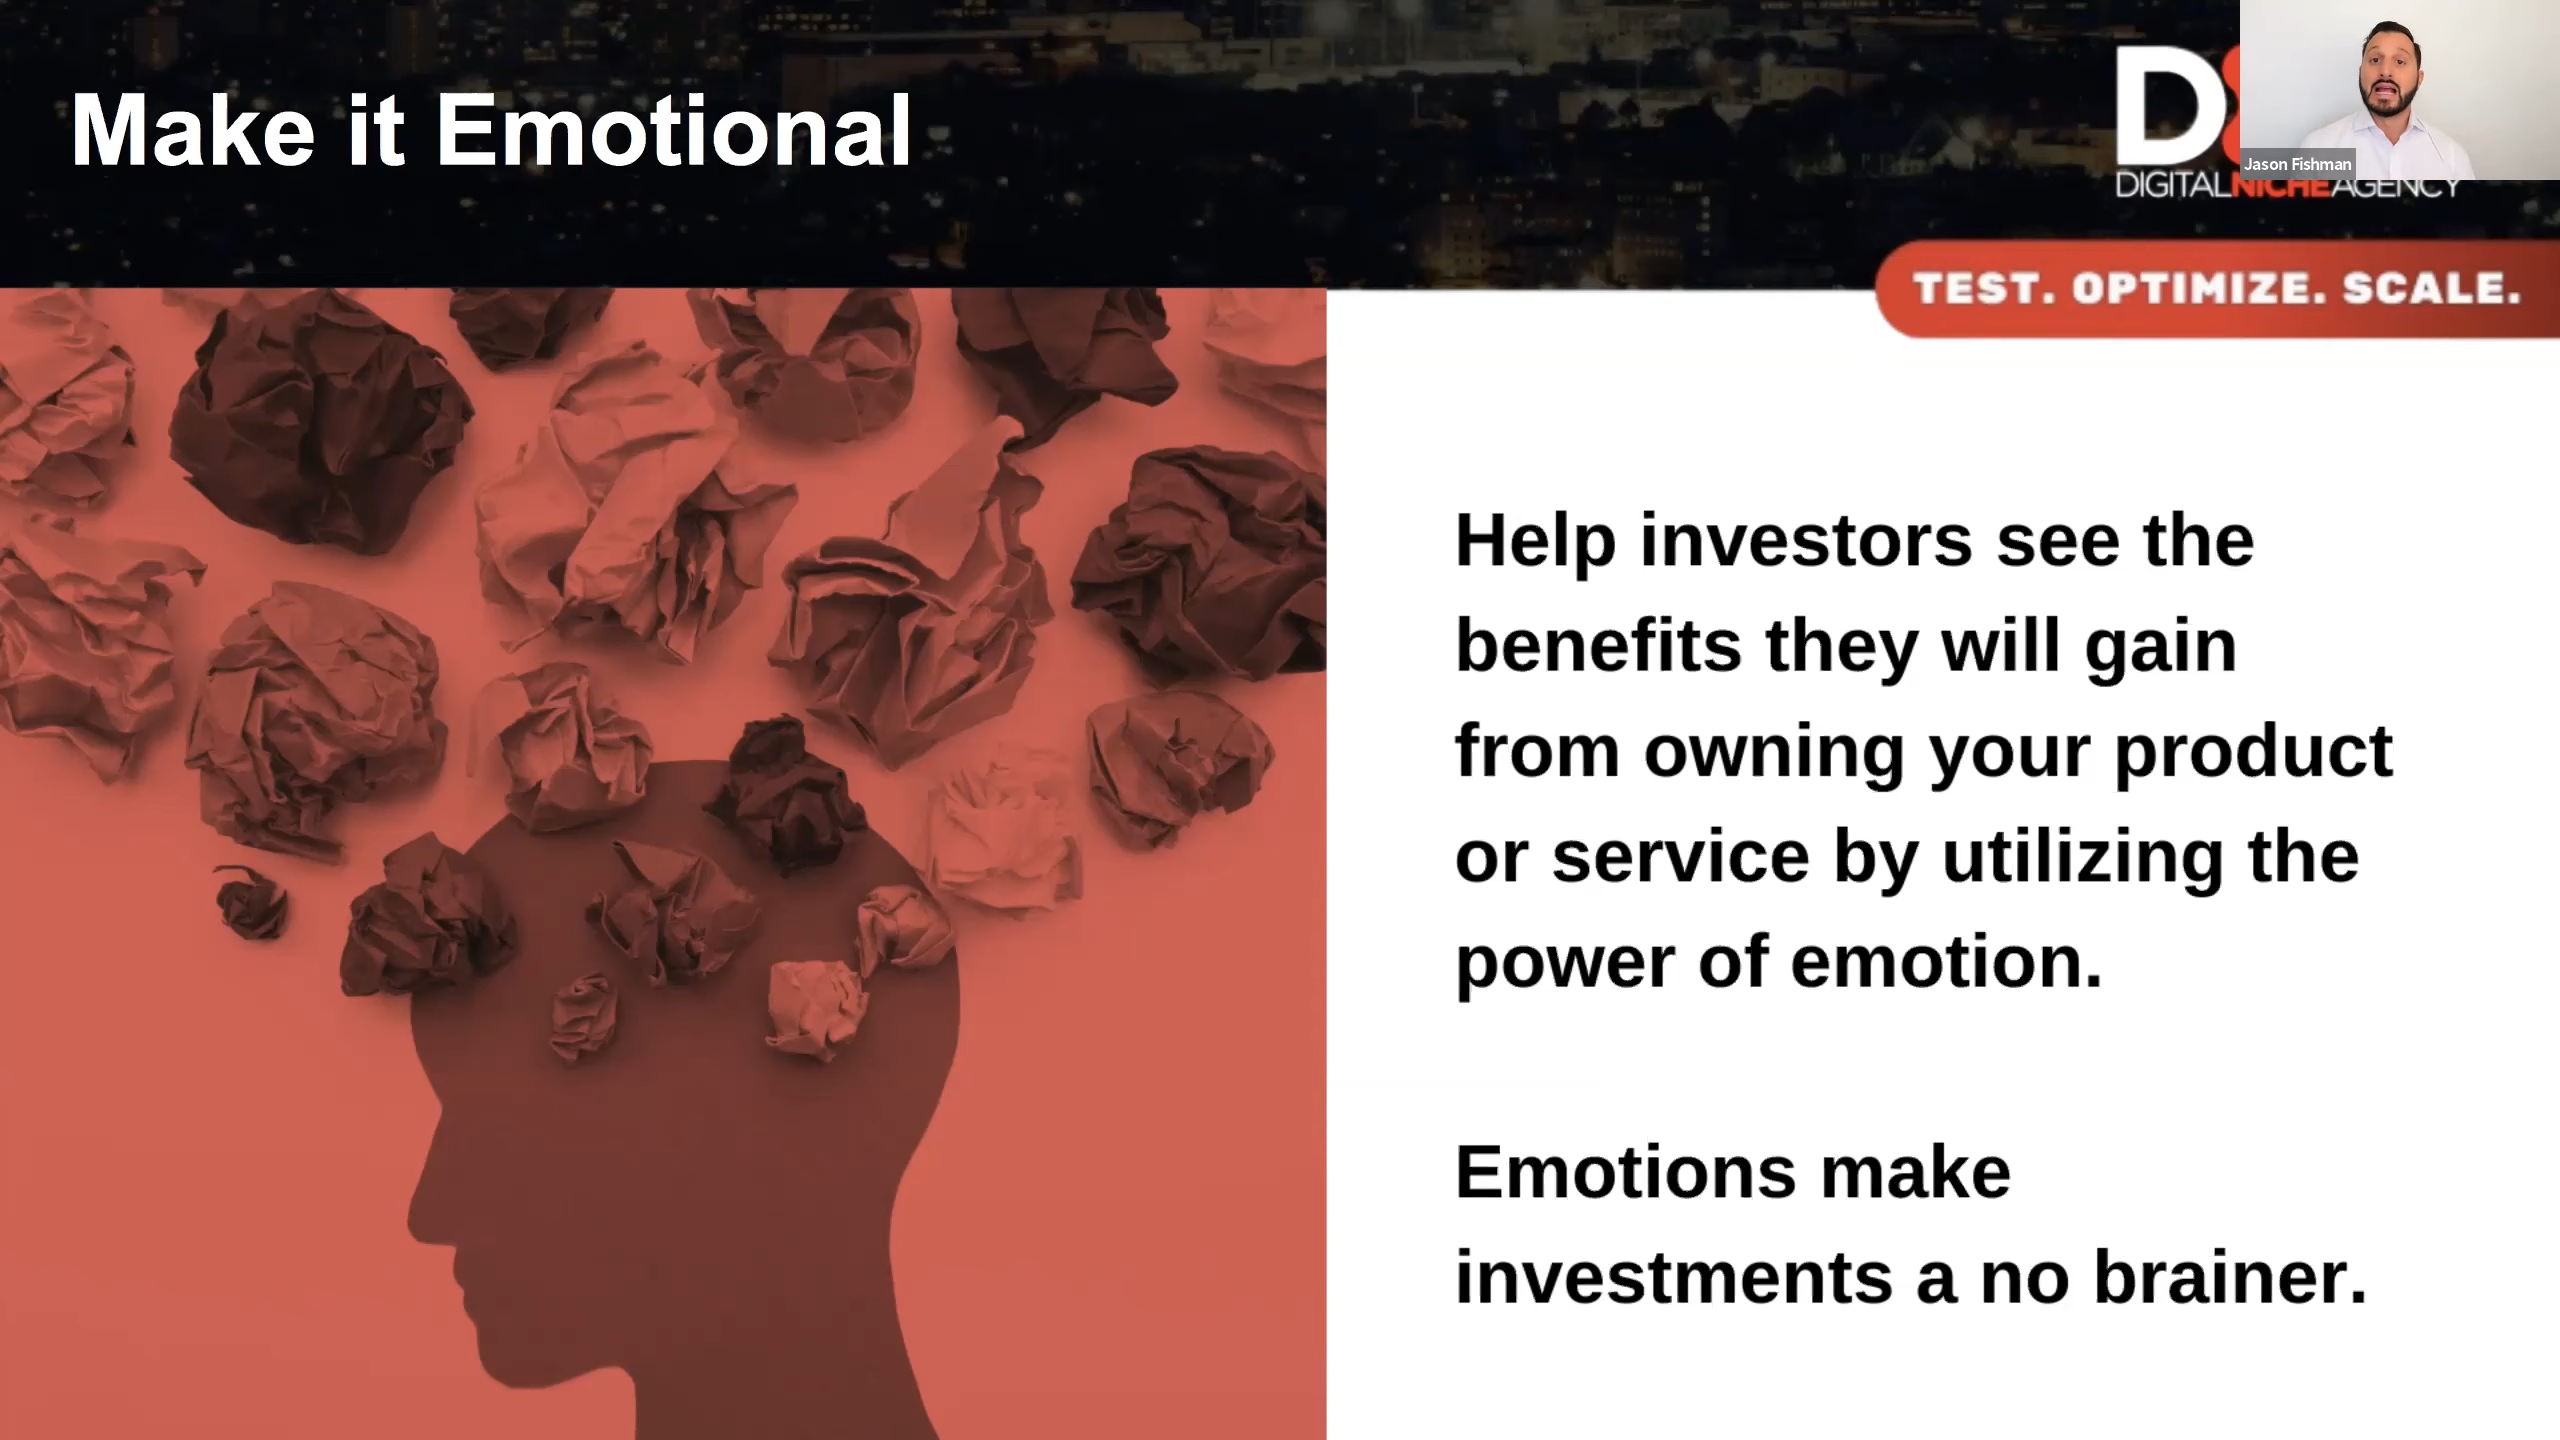 Make it Emotional
D
Jason Fishman
DIGITALNICHEAGENCY
TEST. OPTIMIZE. SCALE.
Help investors see the
benefits they will gain
from owning your product
or service by utilizing the
power of emotion.
Emotions make
investments a no brainer.